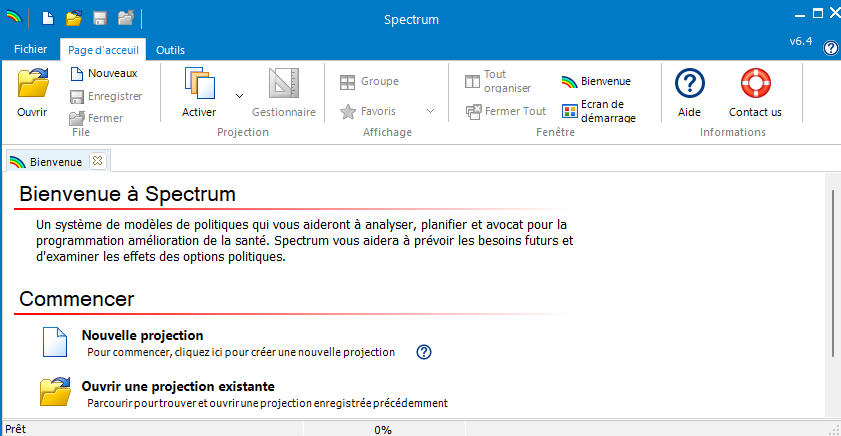 Spectrum
Fichier Page d'acceuil Outils v6.4
Ouvrir
Nouveaux
Enregistrer
Fermer
File
Activer
Gestionnaire
Projection
Groupe
Favoris
Affichage
Tout organiser
Fermer Tout
Bienvenue
Ecran de démarrage
Fenêtre
Aide
Contact us
Informations
Bienvenue
Bienvenue à Spectrum
Un système de modèles de politiques qui vous aideront à analyser, planifier et avocat pour la
programmation amélioration de la santé. Spectrum vous aidera à prévoir les besoins futurs et
d'examiner les effets des options politiques.
Commencer
Nouvelle projection
Pour commencer, cliquez ici pour créer une nouvelle projection
Ouvrir une projection existante
Parcourir pour trouver et ouvrir une projection enregistrée précédemment
Prêt 0%